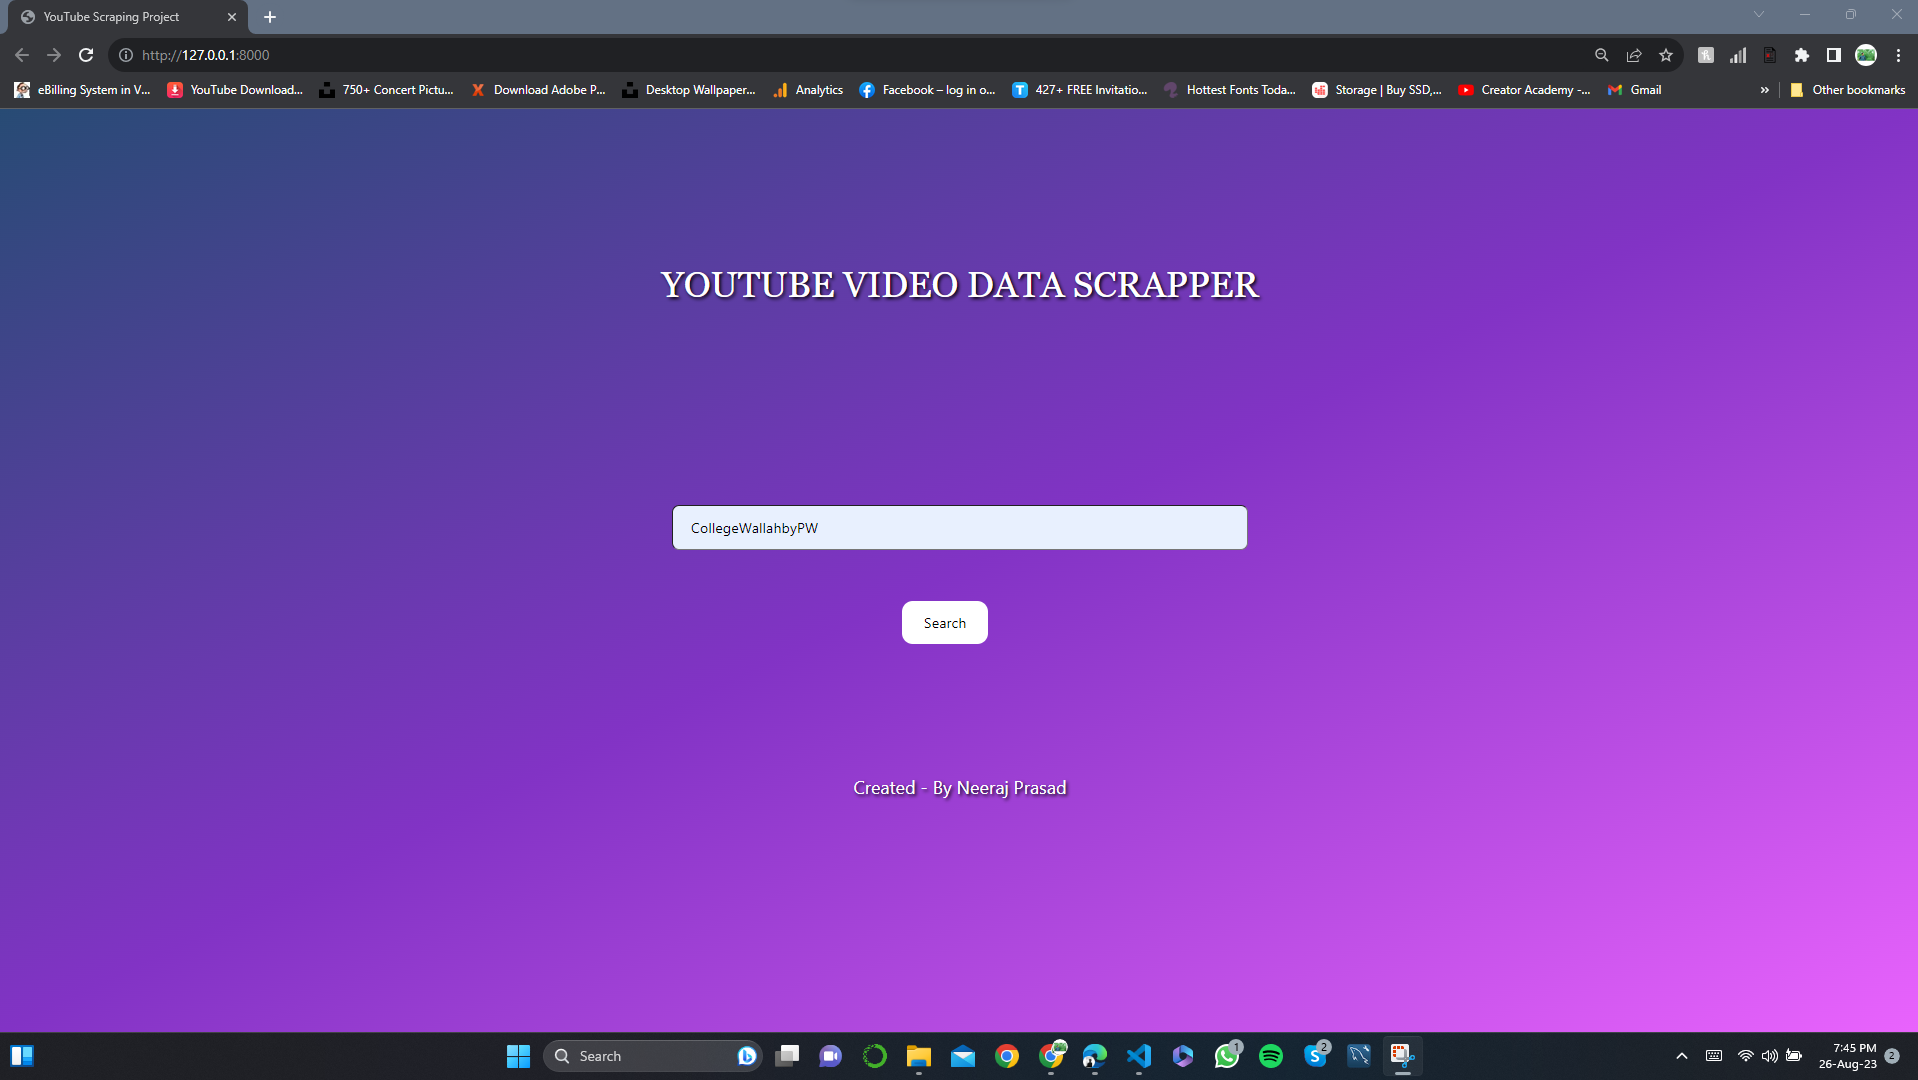 YouTube Scraping Project
http://127.0.0.1:8000
eBilling System in V...
YouTube Download...
750+ Concert Pictu...
Download Adobe P...
Desktop Wallpaper...
Analytics
Facebook – log in o...
427+ FREE Invitatio...
Hottest Fonts Toda...
Storage | Buy SSD,...
Creator Academy -...
Gmail
»
Other bookmarks
YOUTUBE VIDEO DATA SCRAPPER
CollegeWallahbyPW
Search
Created - By Neeraj Prasad
Search
1
2
7:45 PM
26-Aug-23
2